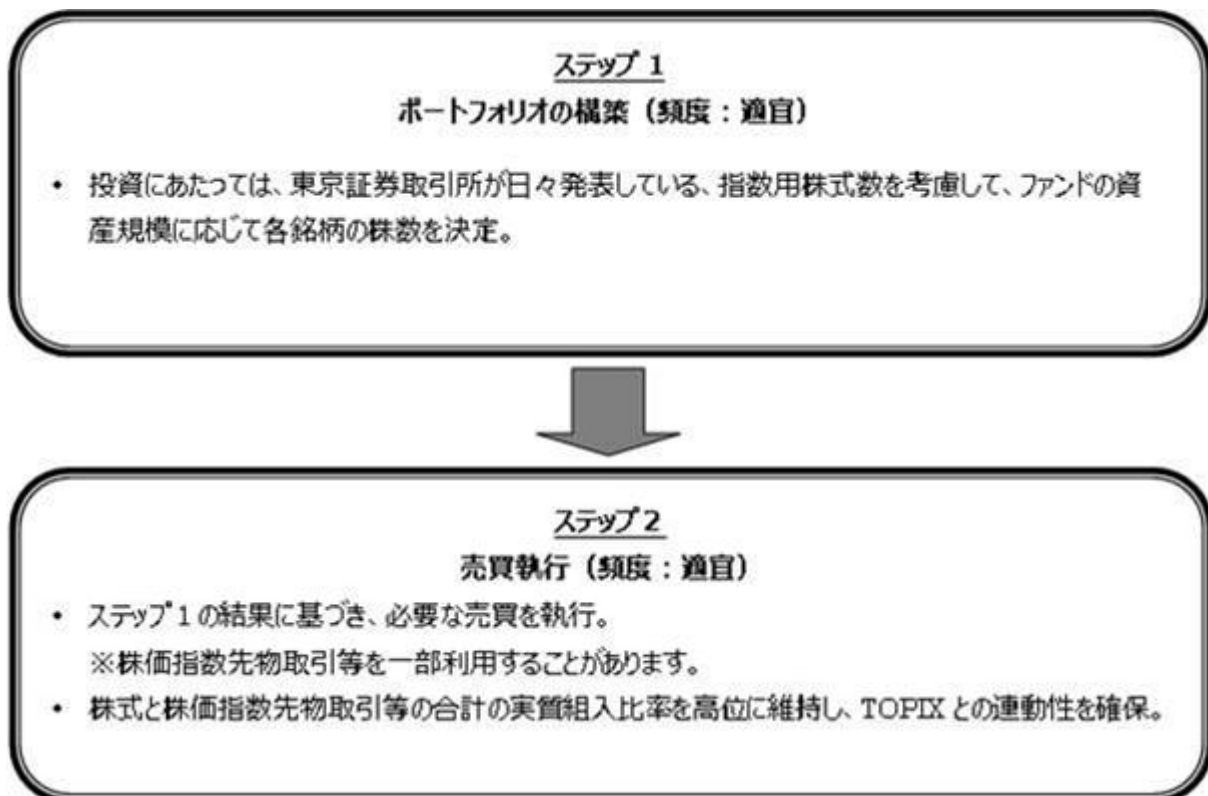 ステップ 1
ポートフォリオの構築（頻度：適宜）
• 投資にあたっては、東京証券取引所が日々発表している、指数用株式数を考慮して、ファンドの資
産規模に応じて各銘柄の株数を決定。
ステップ 2
売買執行（頻度：適宜）
• ステップ 1 の結果に基づき、必要な売買を執行。
※株価指数先物取引等を一部利用することがあります。
• 株式と株価指数先物取引等の合計の実質組入比率を高位に維持し、TOPIX との連動性を確保。